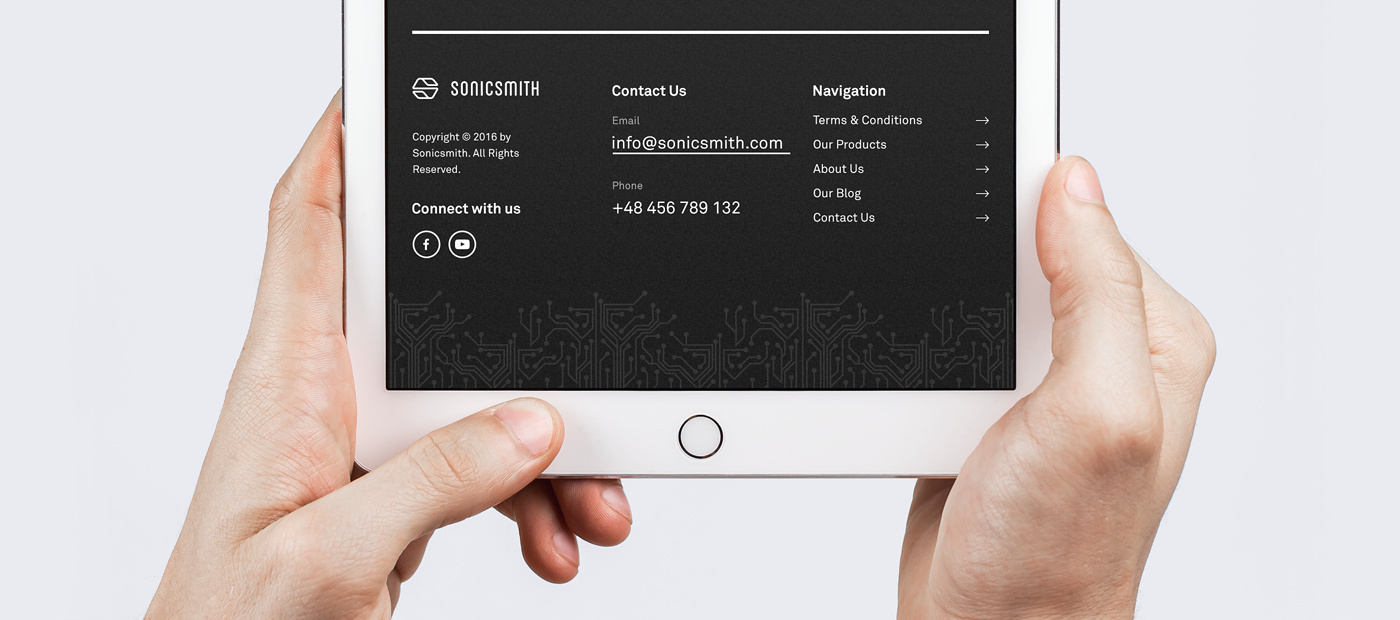 SONICSMITH
Copyright © 2016 by
Sonicsmith. All Rights
Reserved.
Connect with us
Contact Us
Email
info@sonicsmith.com
Phone
+48 456 789 132
Navigation
Terms & Conditions
Our Products
About Us
Our Blog
Contact Us